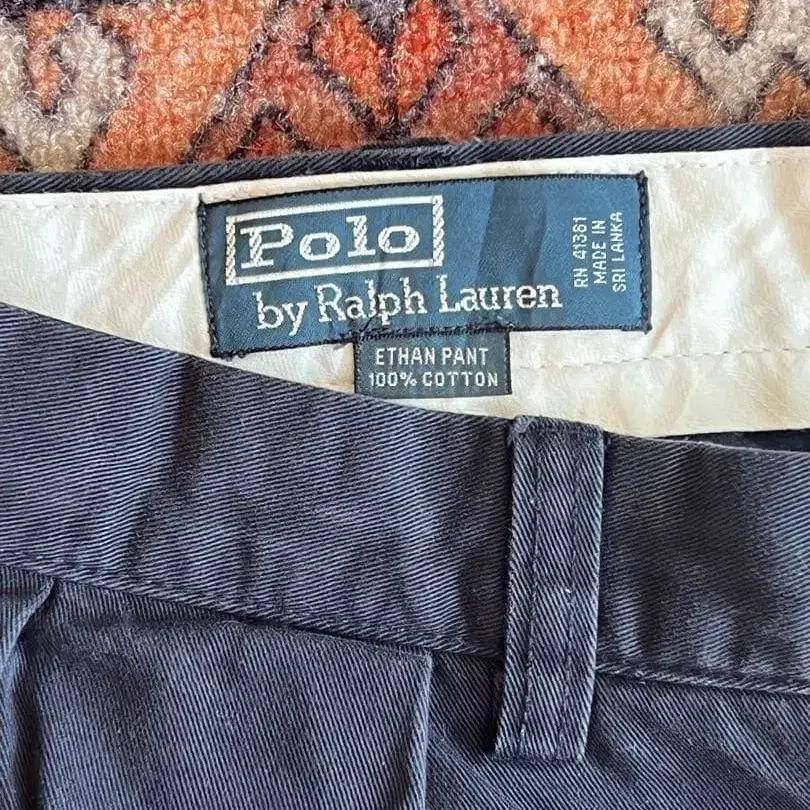 Polo
by Ralph Lauren
RN 41381
MADE IN
SRI LANKA
ETHAN PANT
100% COTTON